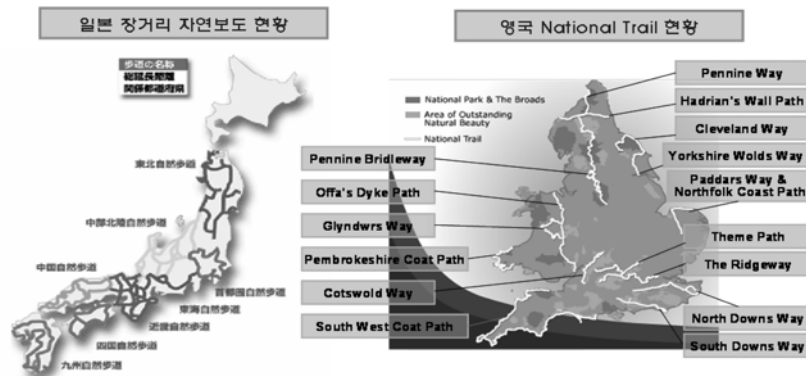 일본 장거리 자연보도 현황
歩道の名称
総延長距離
関係都道府県
東北自然歩道
中部北陸自然歩道
中国自然歩道
首都圏自然歩道
東海自然歩道
近畿自然歩道
四国自然歩道
九州自然歩道
영국 National Trail 현황
National Park & The Broads
Area of Outstanding
Natural Beauty
National Trail
Pennine Way
Hadrian's Wall Path
Cleveland Way
Yorkshire Wolds Way
Paddars Way &
Northfolk Coast Path
Theme Path
The Ridgeway
North Downs Way
South Downs Way
Pennine Bridleway
Offa's Dyke Path
Glyndwrs Way
Pembrokeshire Coat Path
Cotswold Way
South West Coat Path